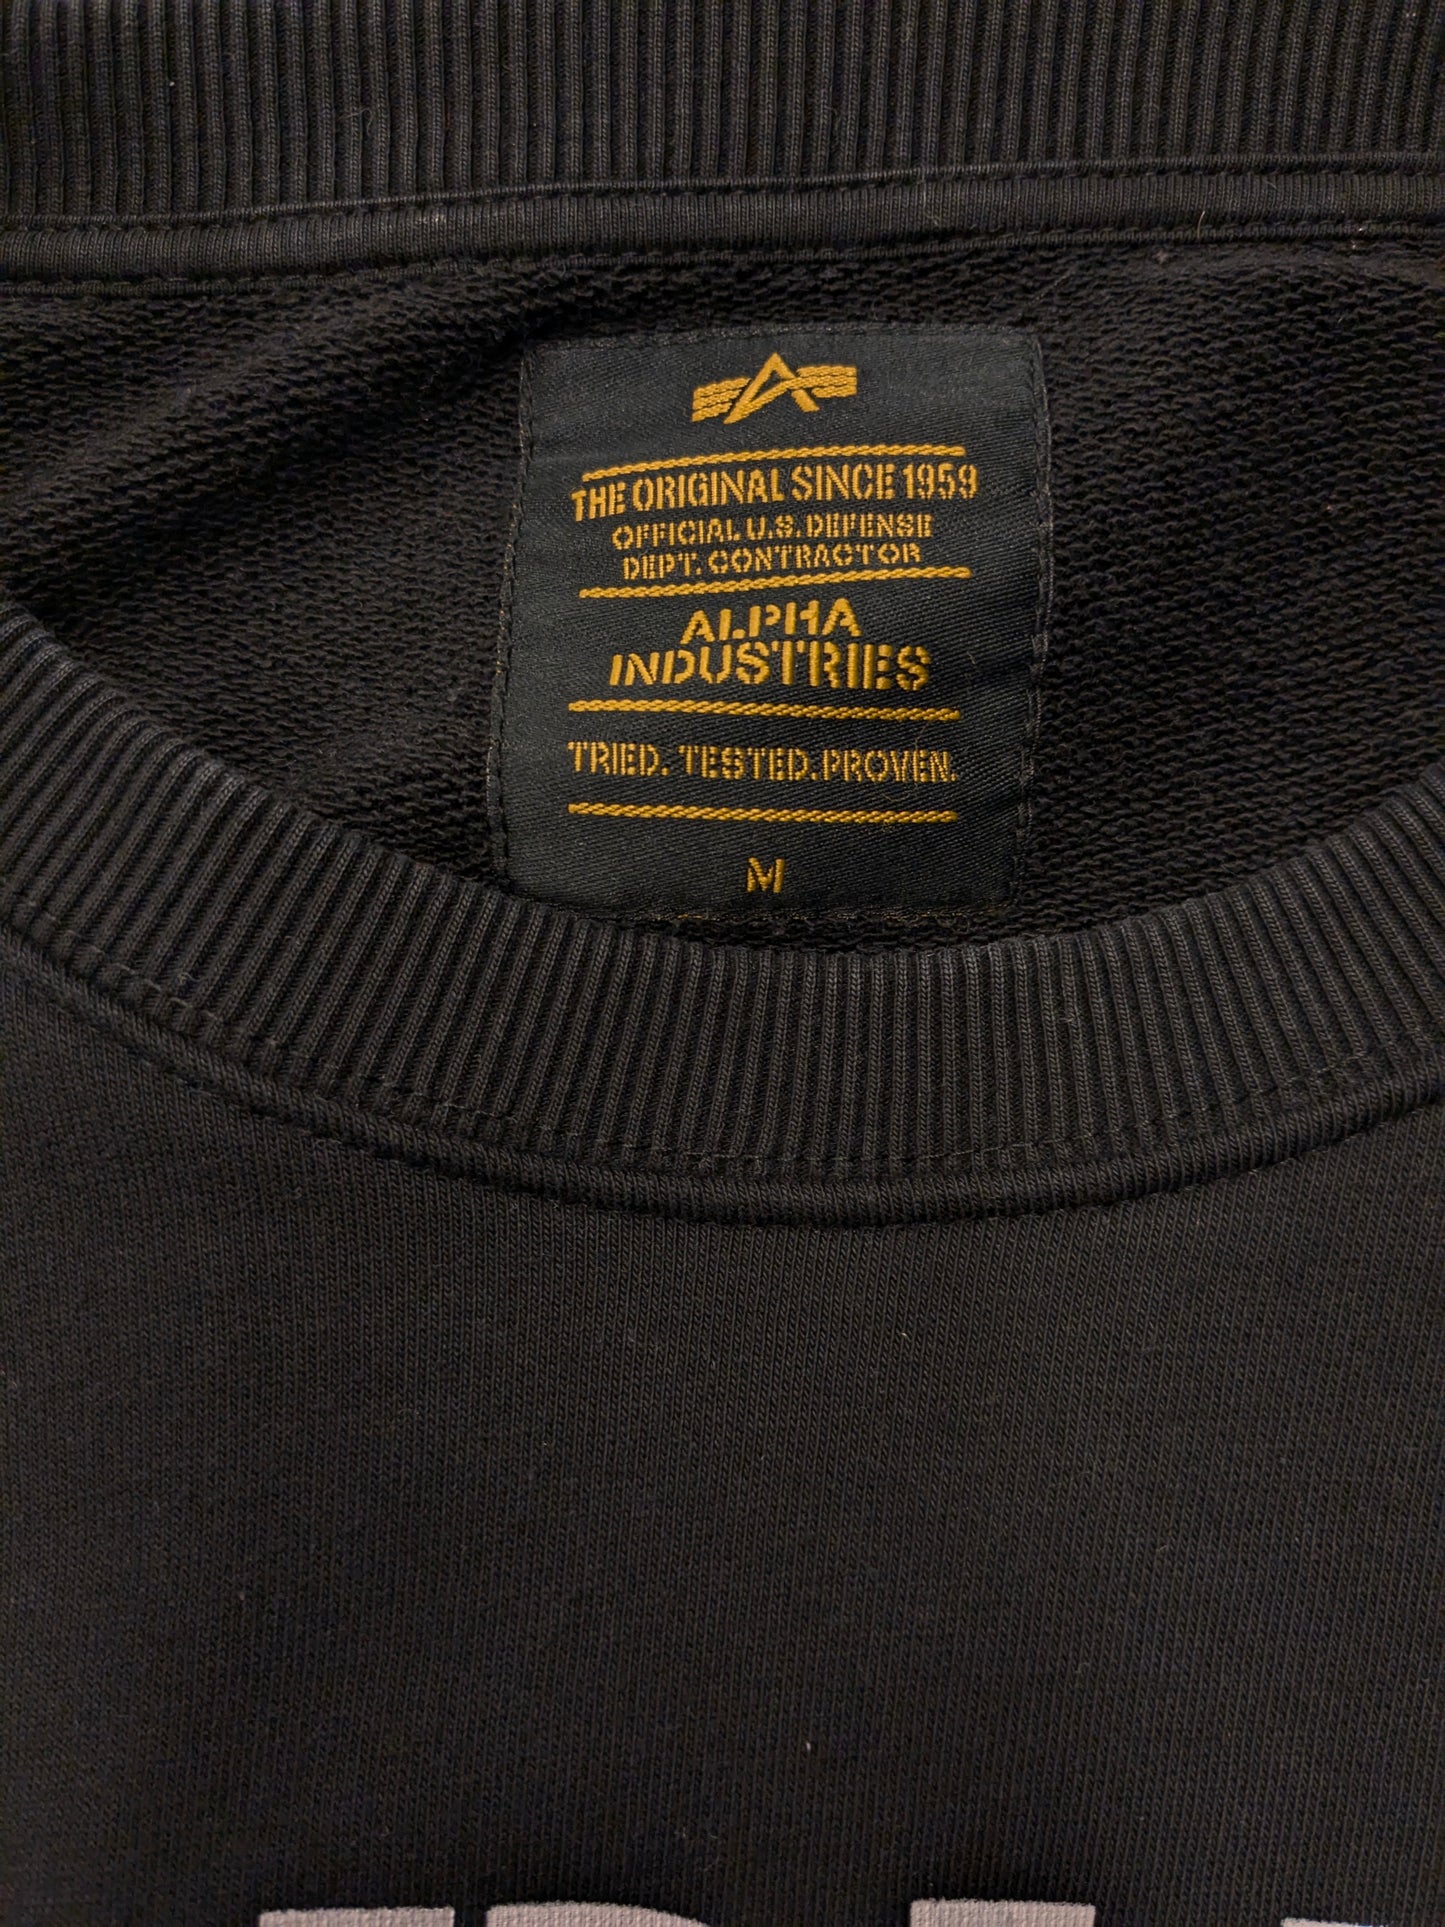 THE ORIGINAL SINCE 1959
OFFICIAL U.S. DEFENSE
DEPT. CONTRACTOR
ALPHA
INDUSTRIES
TRIED. TESTED. PROVEN.
M